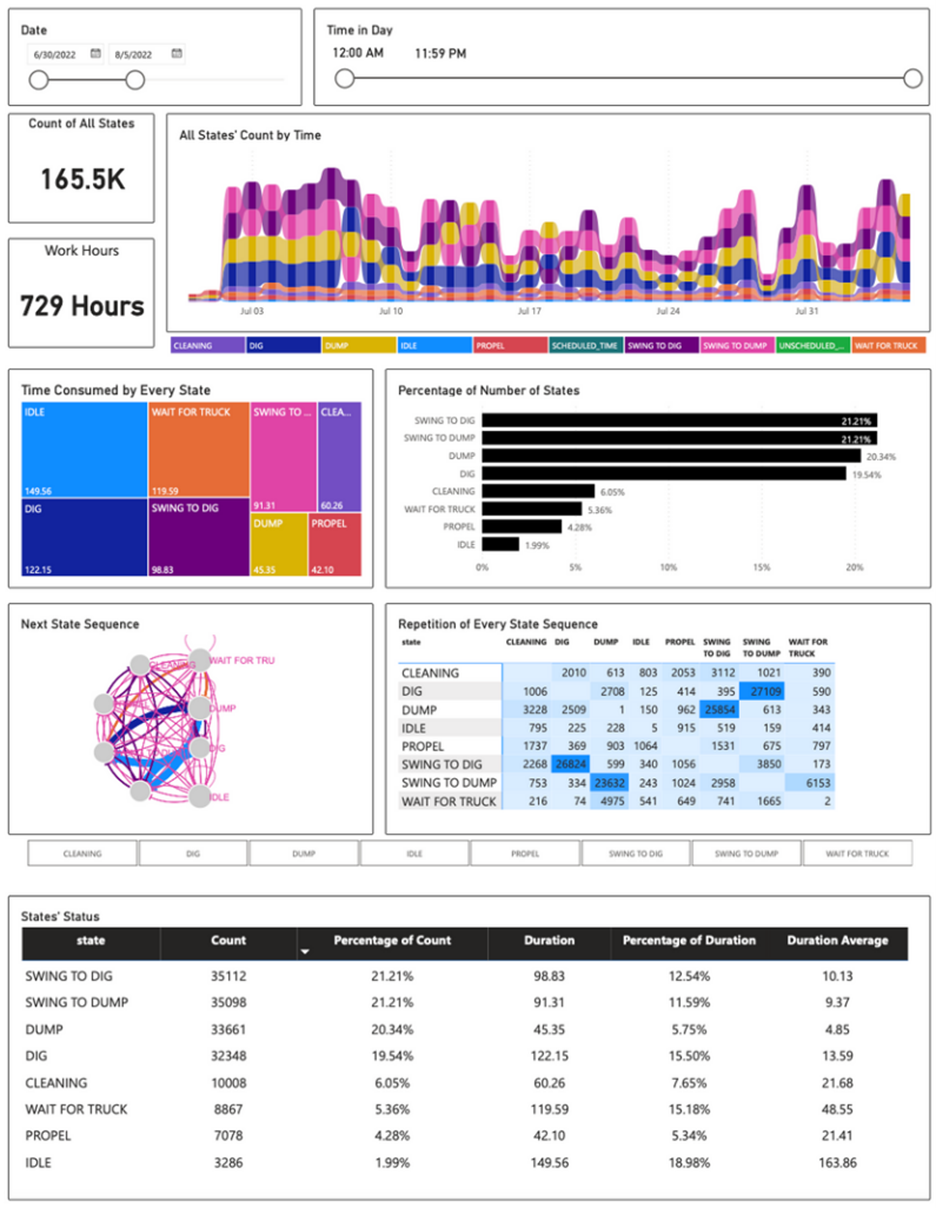 Date
6/30/2022 8/5/2022
Time in Day
12:00 AM 11:59 PM
Count of All States
165.5K
Work Hours
729 Hours
All States' Count by Time
Jul 03 Jul 10 Jul 17 Jul 24 Jul 31
CLEANING DIG DUMP IDLE PROPEL SCHEDULED_TIME SWING TO DIG SWING TO DUMP UNSCHEDULED_... WAIT FOR TRUCK
Time Consumed by Every State
IDLE WAIT FOR TRUCK SWING TO ... CLEA...
149.56 119.59
91.31 60.26
DIG SWING TO DIG
DUMP PROPEL
122.15 98.83 45.35 42.10
Percentage of Number of States
SWING TO DIG 21.21%
SWING TO DUMP 21.21%
DUMP 20.34%
DIG 19.54%
CLEANING 6.05%
WAIT FOR TRUCK 5.36%
PROPEL 4.28%
IDLE 1.99%
0% 5% 10% 15% 20%
Next State Sequence
CLEANING WAIT FOR TRU
DUMP
DIG
IDLE
Repetition of Every State Sequence
state CLEANING DIG DUMP IDLE PROPEL SWING TO DIG SWING TO DUMP WAIT FOR TRUCK
CLEANING 2010 613 803 2053 3112 1021 390
DIG 1006 2708 125 414 395 27109 590
DUMP 3228 2509 1 150 962 25854 613 343
IDLE 795 225 228 5 915 519 159 414
PROPEL 1737 369 903 1064 1531 675 797
SWING TO DIG 2268 26824 599 340 1056 3850 173
SWING TO DUMP 753 334 23632 243 1024 2958 6153
WAIT FOR TRUCK 216 74 4975 541 649 741 1665 2
CLEANING DIG DUMP IDLE PROPEL SWING TO DIG SWING TO DUMP WAIT FOR TRUCK
States' Status
state Count Percentage of Count Duration Percentage of Duration Duration Average
SWING TO DIG 35112 21.21% 98.83 12.54% 10.13
SWING TO DUMP 35098 21.21% 91.31 11.59% 9.37
DUMP 33661 20.34% 45.35 5.75% 4.85
DIG 32348 19.54% 122.15 15.50% 13.59
CLEANING 10008 6.05% 60.26 7.65% 21.68
WAIT FOR TRUCK 8867 5.36% 119.59 15.18% 48.55
PROPEL 7078 4.28% 42.10 5.34% 21.41
IDLE 3286 1.99% 149.56 18.98% 163.86